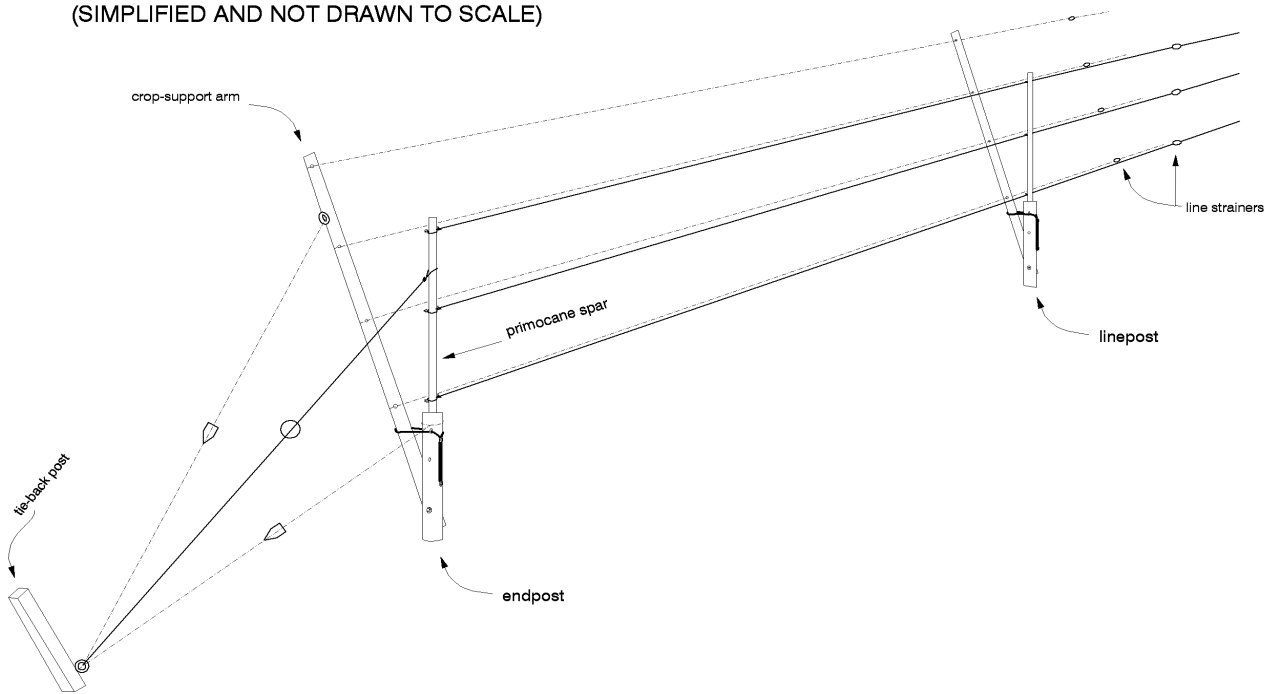 (SIMPLIFIED AND NOT DRAWN TO SCALE)
crop-support arm
line strainers
primocane spar
linepost
tie-back post
endpost